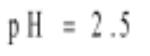 pH = 2.5